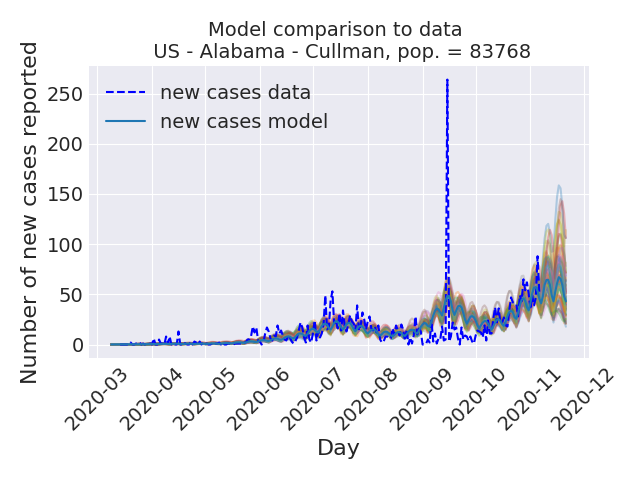 Model comparison to data
US - Alabama - Cullman, pop. = 83768
Number of new cases reported
250
200
150
100
50
0
new cases data
new cases model
2020-03
2020-04
2020-05
2020-06
2020-07
2020-08
2020-09
2020-10
2020-11
2020-12
Day